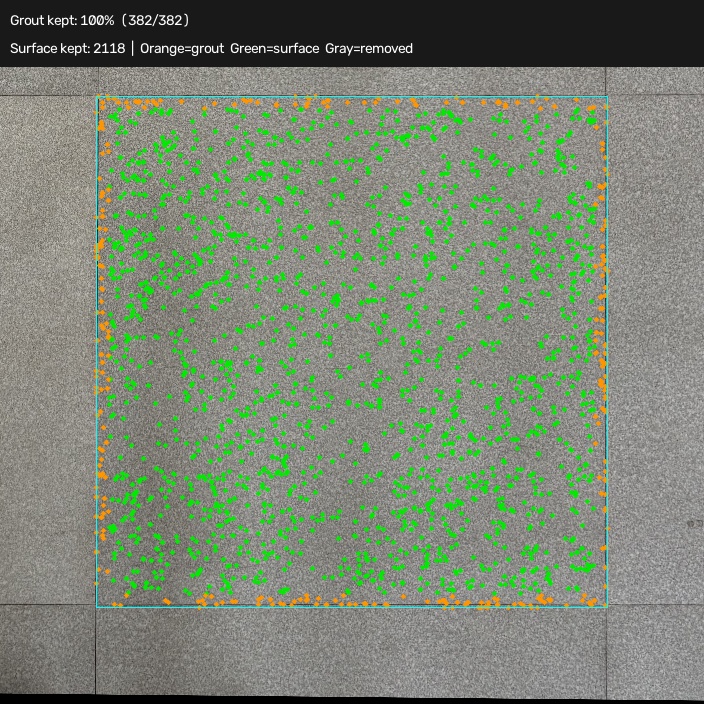 Grout kept: 100% (382/382)
Surface kept: 2118 | Orange=grout Green=surface Gray=removed